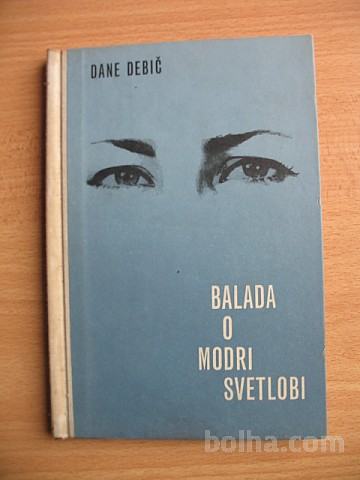 DANE DEBIČ
BALADA
O
MODRI
SVETLOBI
bolha.com